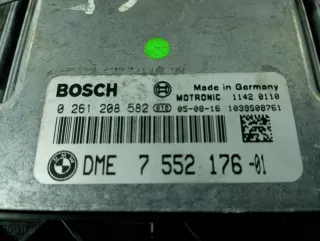 BOSCH Made in Germany
MOTRONIC 1142 0110
0 261 208 582 05-08-16 1039S08761
DME 7 552 176 -01